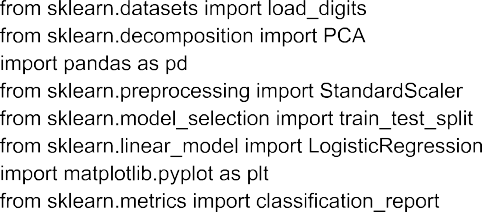 from sklearn.datasets import load_digits
from sklearn.decomposition import PCA
import pandas as pd
from sklearn.preprocessing import StandardScaler
from sklearn.model_selection import train_test_split
from sklearn.linear_model import LogisticRegression
import matplotlib.pyplot as plt
from sklearn.metrics import classification_report